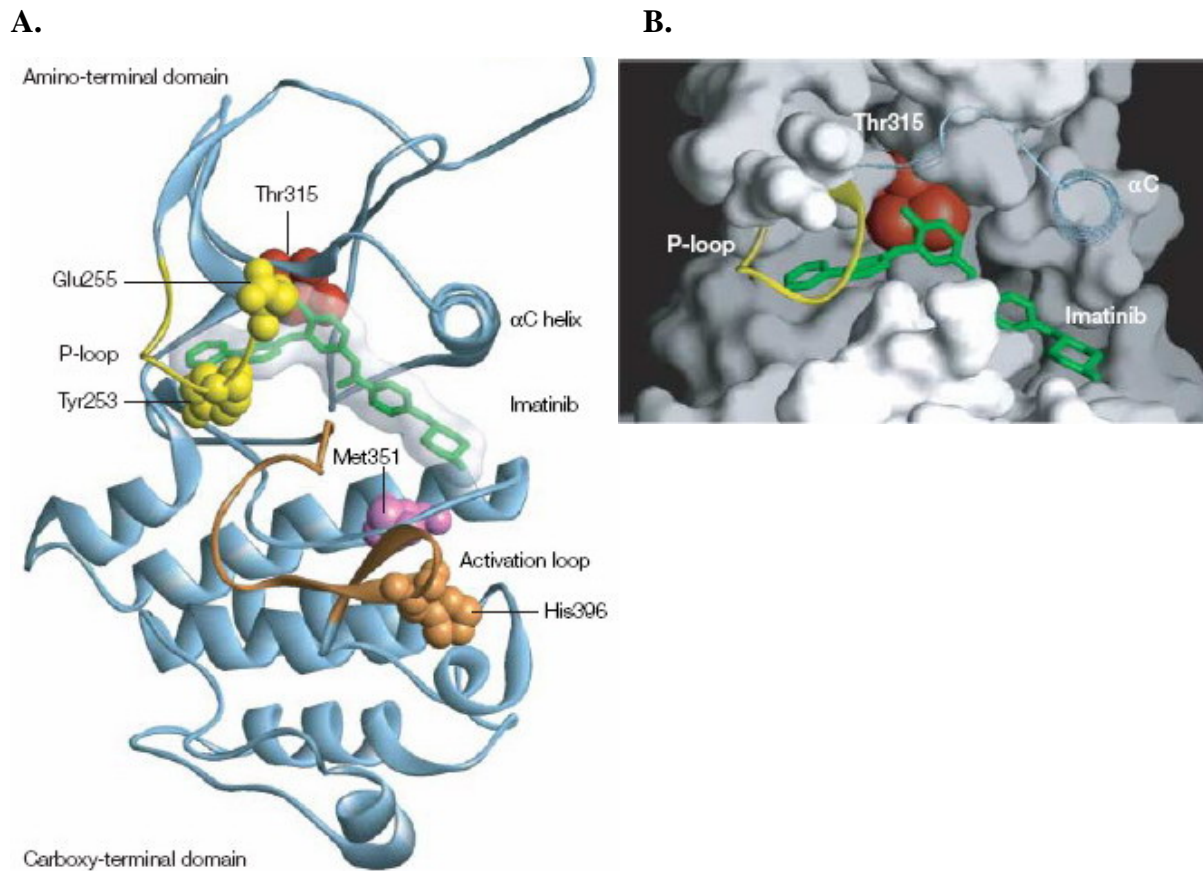 A.
Amino-terminal domain
Thr315
Glu255
αC helix
P-loop
Tyr253
Imatinib
Met351
Activation loop
His396
Carboxy-terminal domain
B.
Thr315
αC
P-loop
Imatinib